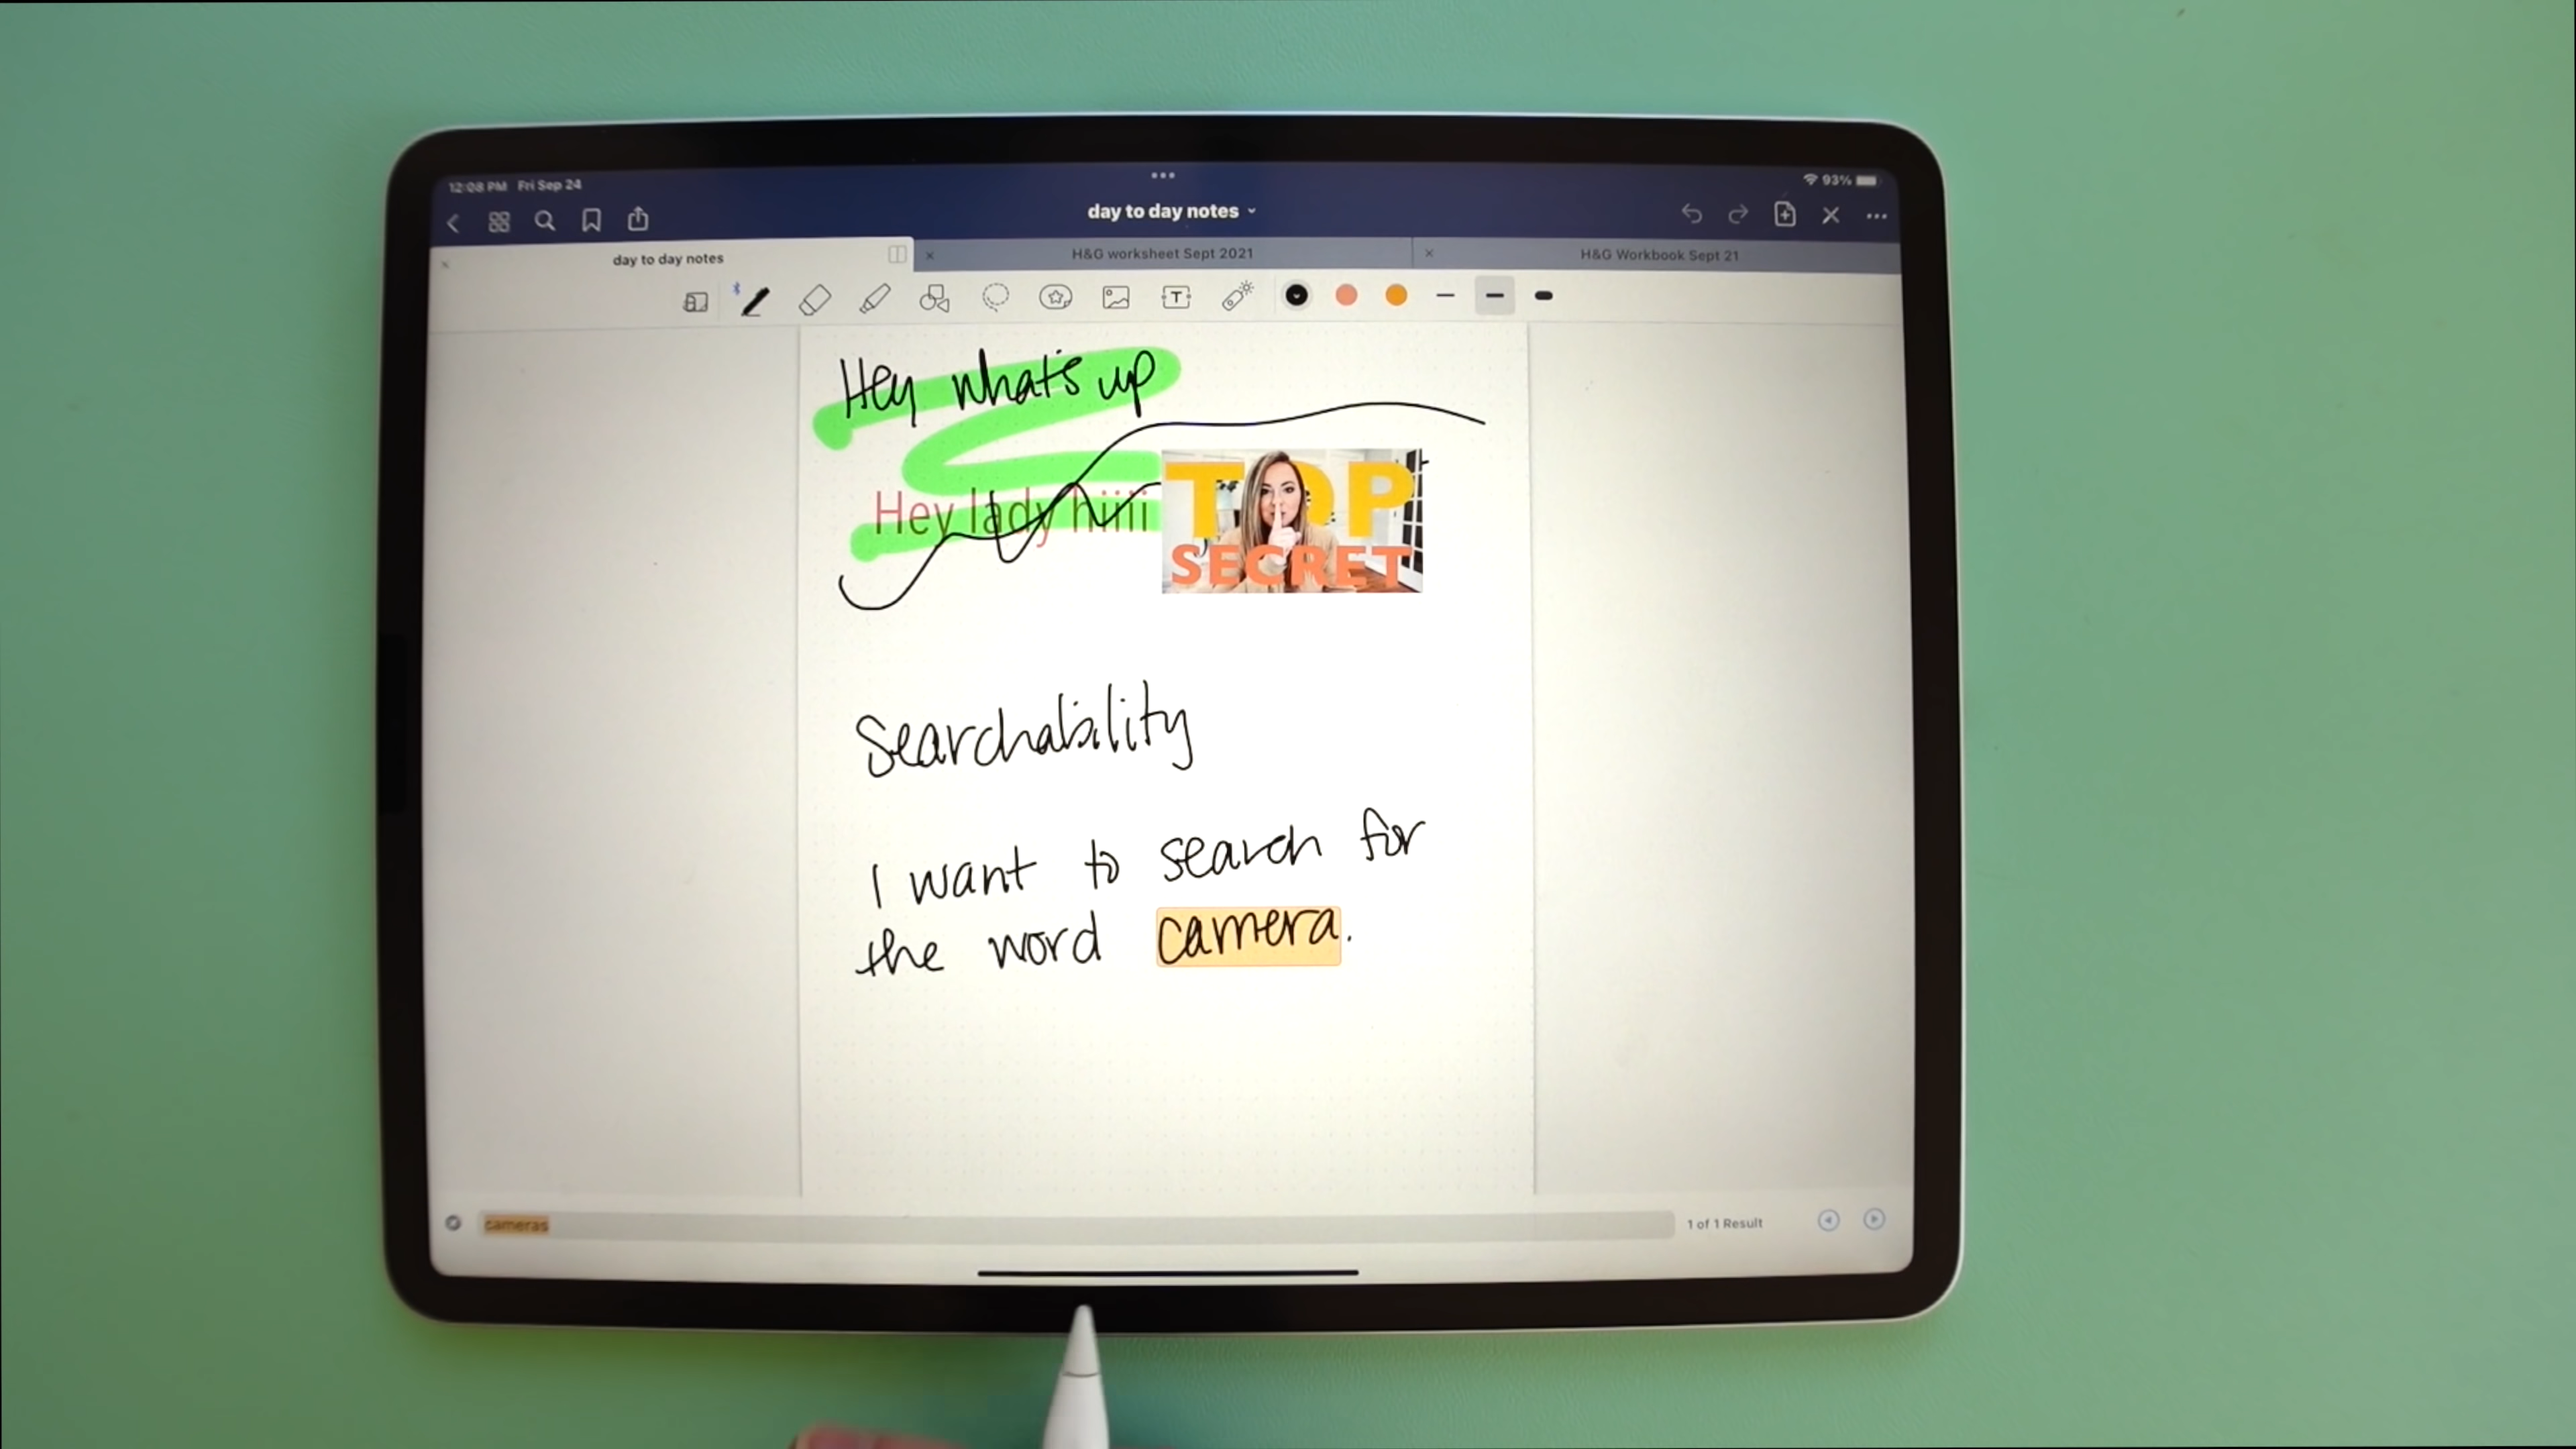 12:08 PM Fri Sep 24
93%
day to day notes
day to day notes
H&G worksheet Sept 2021
H&G Workbook Sept 21
T
Hey what's up
Hey lady hiiii
TOP
SECRET
Searchability
I want to search for
the word camera.
cameras
1 of 1 Result